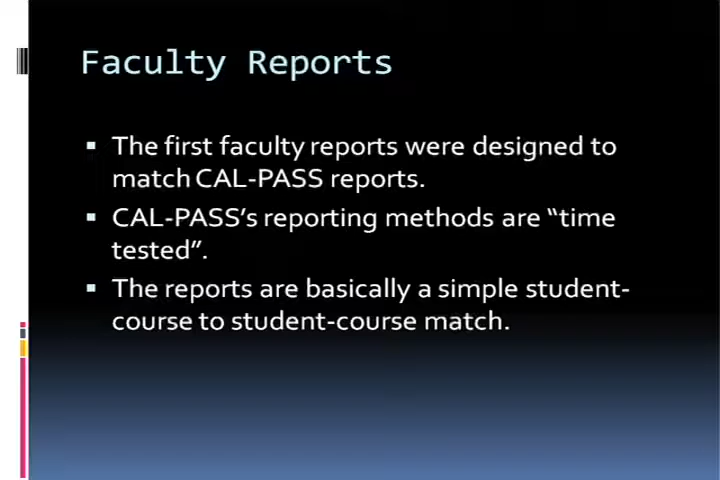 Faculty Reports
The first faculty reports were designed to
match CAL-PASS reports.
CAL-PASS’s reporting methods are “time
tested”.
The reports are basically a simple student-
course to student-course match.